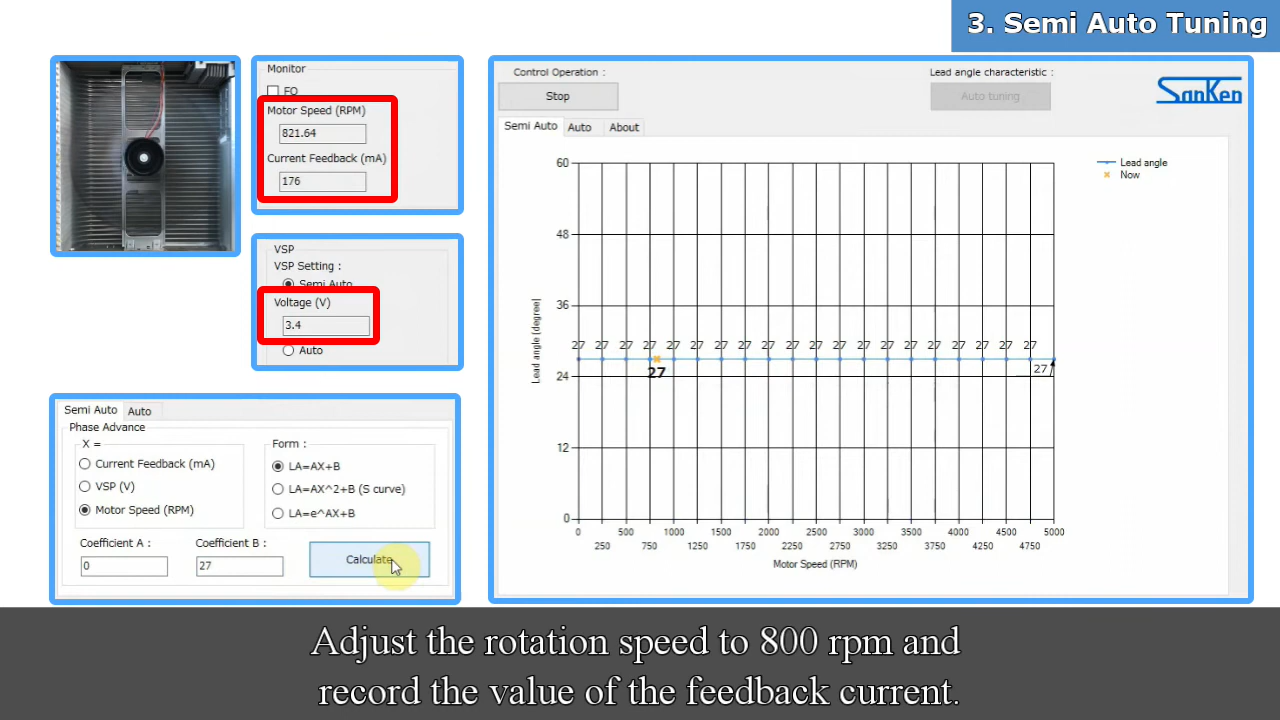 3. Semi Auto Tuning
Monitor
FO
Motor Speed (RPM)
821.64
Current Feedback (mA)
176
VSP
VSP Setting :
Semi Auto
Voltage (V)
3.4
Auto
Semi Auto Auto
Phase Advance
X =
Current Feedback (mA)
VSP (V)
Motor Speed (RPM)
Form :
LA=AX+B
LA=AX^2+B (S curve)
LA=e^AX+B
Coefficient A :
0
Coefficient B :
27
Calculate
Control Operation :
Stop
Lead angle characteristic :
Auto tuning
SanKen
Semi Auto Auto About
Lead angle
Now
Lead angle (degree)
60
48
36
27 27 27 27 27 27 27 27 27 27 27 27 27 27 27 27 27 27 27 27
27
27
24
12
0
0 500 1000 1500 2000 2500 3000 3500 4000 4500 5000
250 750 1250 1750 2250 2750 3250 3750 4250 4750
Motor Speed (RPM)
Adjust the rotation speed to 800 rpm and
record the value of the feedback current.